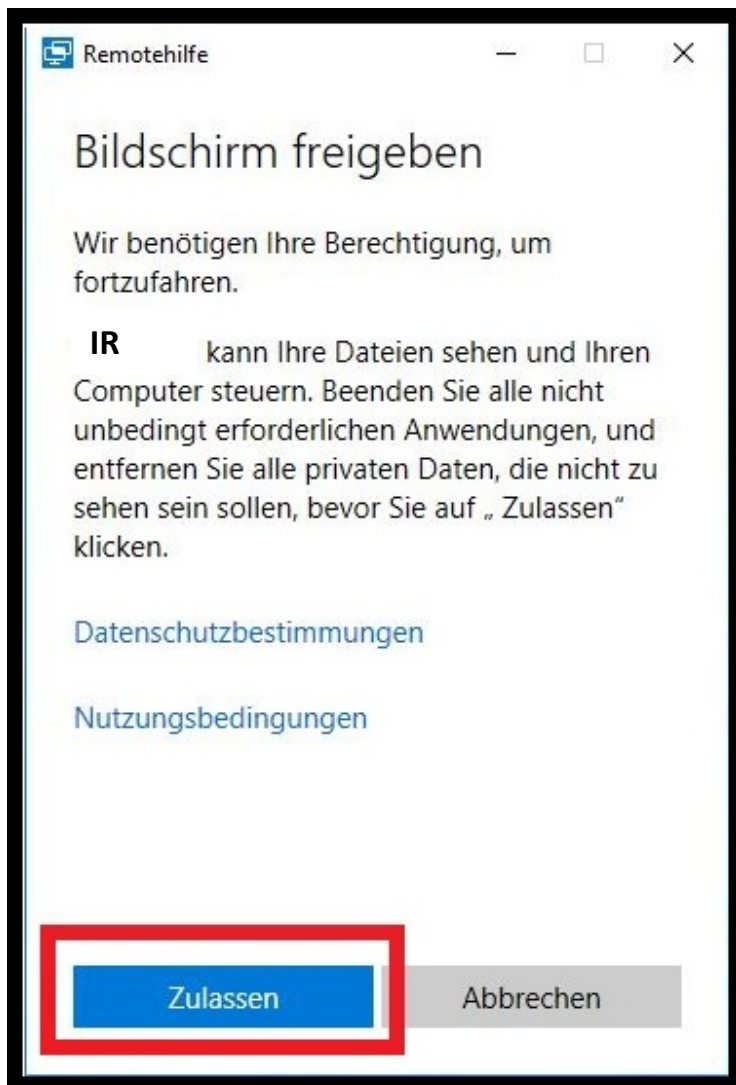 Remotehilfe
Bildschirm freigeben
Wir benötigen Ihre Berechtigung, um
fortzufahren.
IR kann Ihre Dateien sehen und Ihren
Computer steuern. Beenden Sie alle nicht
unbedingt erforderlichen Anwendungen, und
entfernen Sie alle privaten Daten, die nicht zu
sehen sein sollen, bevor Sie auf „ Zulassen“
klicken.
Datenschutzbestimmungen
Nutzungsbedingungen
Zulassen Abbrechen